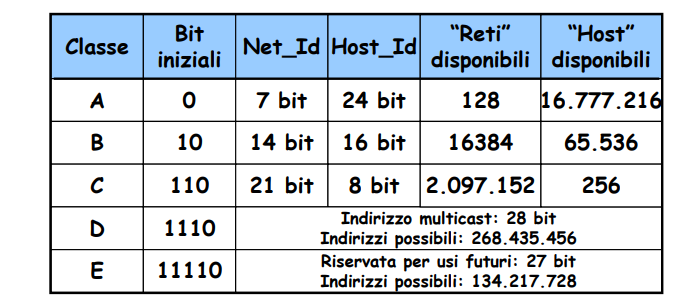 Classe Bit iniziali Net_Id Host_Id “Reti” disponibili “Host” disponibili
A 0 7 bit 24 bit 128 16.777.216
B 10 14 bit 16 bit 16384 65.536
C 110 21 bit 8 bit 2.097.152 256
D 1110 Indirizzo multicast: 28 bit
Indirizzi possibili: 268.435.456
E 11110 Riservata per usi futuri: 27 bit
Indirizzi possibili: 134.217.728